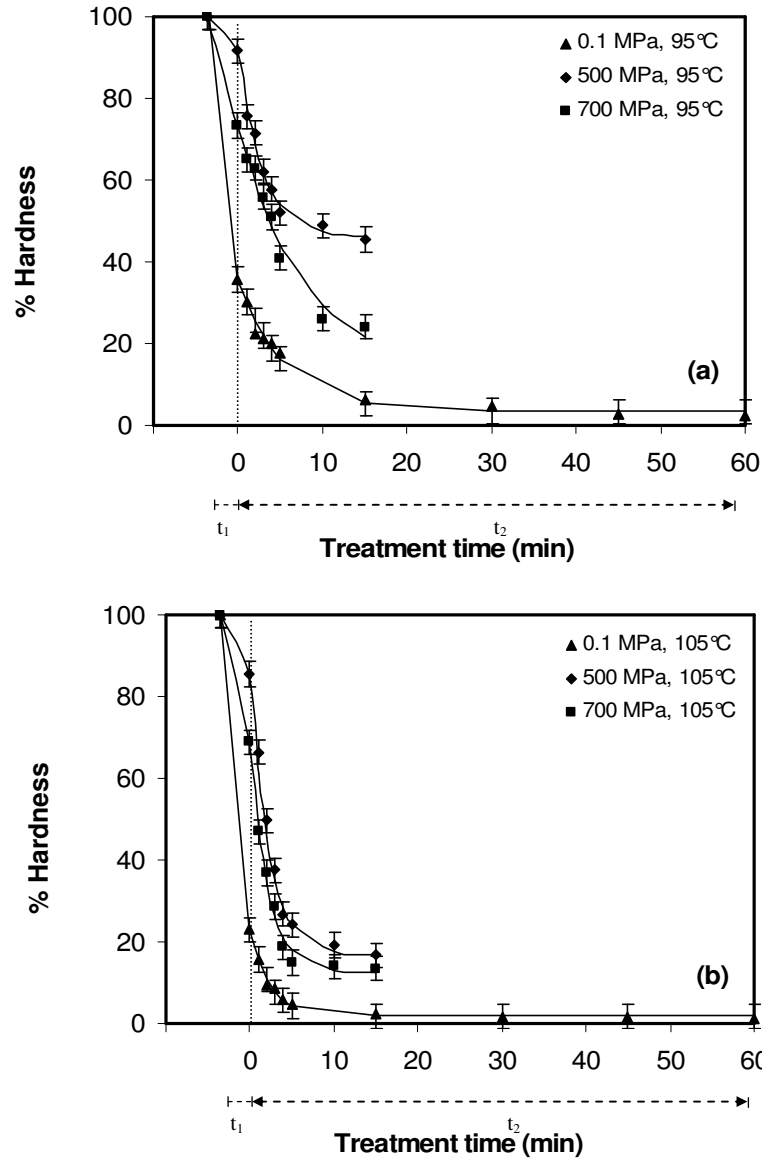 100
80
60
40
20
0
% Hardness
0.1 MPa, 95°C
500 MPa, 95°C
700 MPa, 95°C
(a)
0 10 20 30 40 50 60
t₁ t₂
Treatment time (min)
100
80
60
40
20
0
% Hardness
0.1 MPa, 105°C
500 MPa, 105°C
700 MPa, 105°C
(b)
0 10 20 30 40 50 60
t₁ t₂
Treatment time (min)